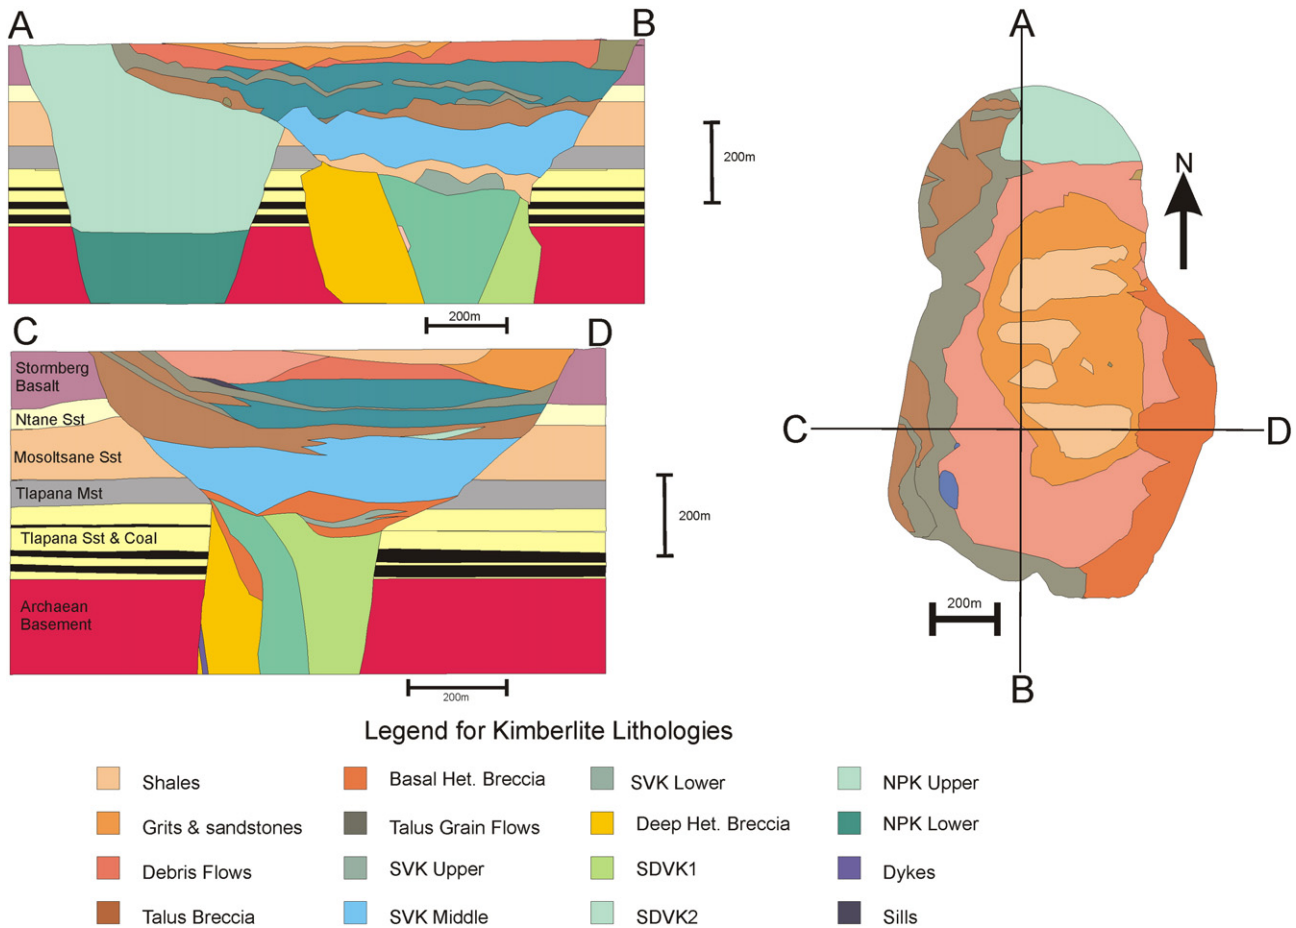 A
B
200m
200m
C
D
Stormberg
Basalt
Ntane Sst
Mosoltsane Sst
Tlapana Mst
Tlapana Sst & Coal
Archaean
Basement
200m
200m
A
N
C
D
200m
B
Legend for Kimberlite Lithologies
Shales
Grits & sandstones
Debris Flows
Talus Breccia
Basal Het. Breccia
Talus Grain Flows
SVK Upper
SVK Middle
SVK Lower
Deep Het. Breccia
SDVK1
SDVK2
NPK Upper
NPK Lower
Dykes
Sills